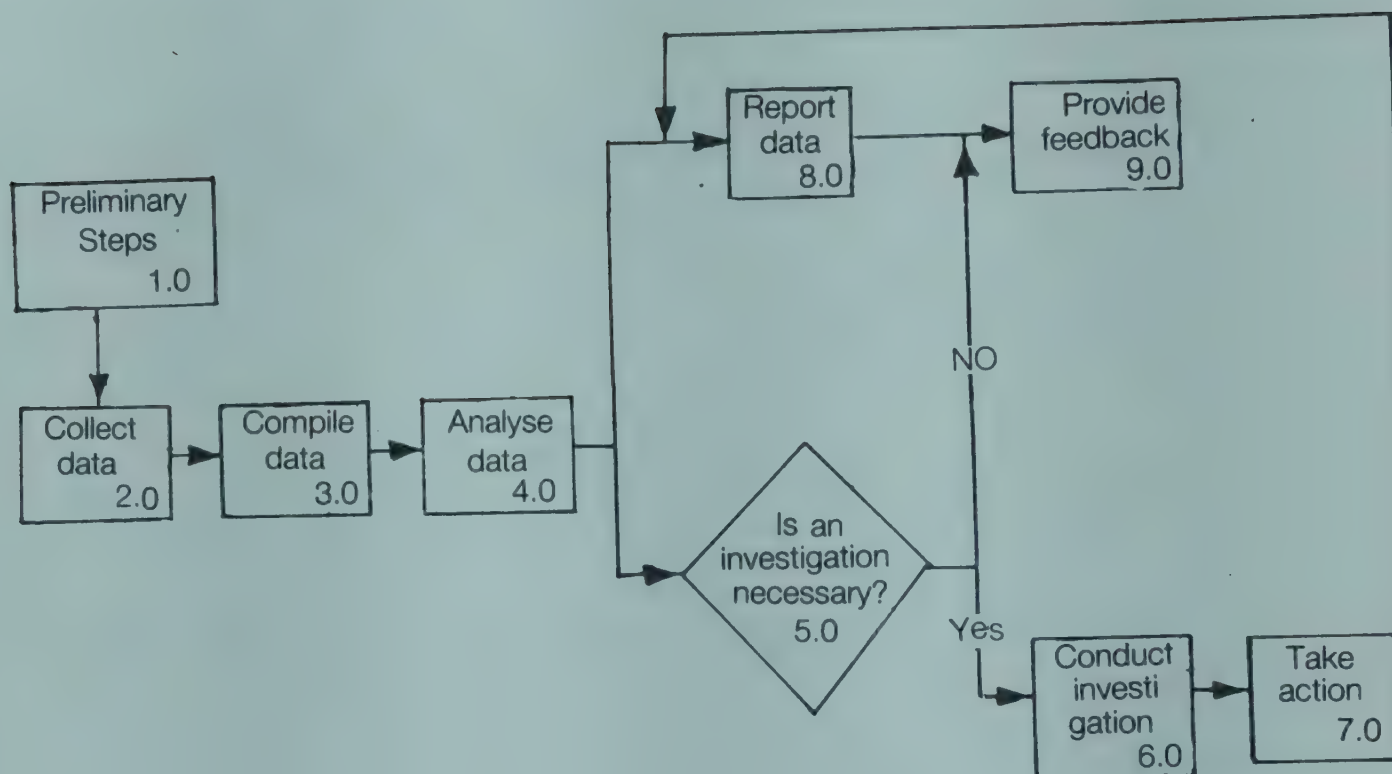 Preliminary
Steps
1.0
Collect
data
2.0
Compile
data
3.0
Analyse
data
4.0
Report
data
8.0
Provide
feedback
9.0
NO
Is an
investigation
necessary?
5.0
Yes
Conduct
investi
gation
6.0
Take
action
7.0